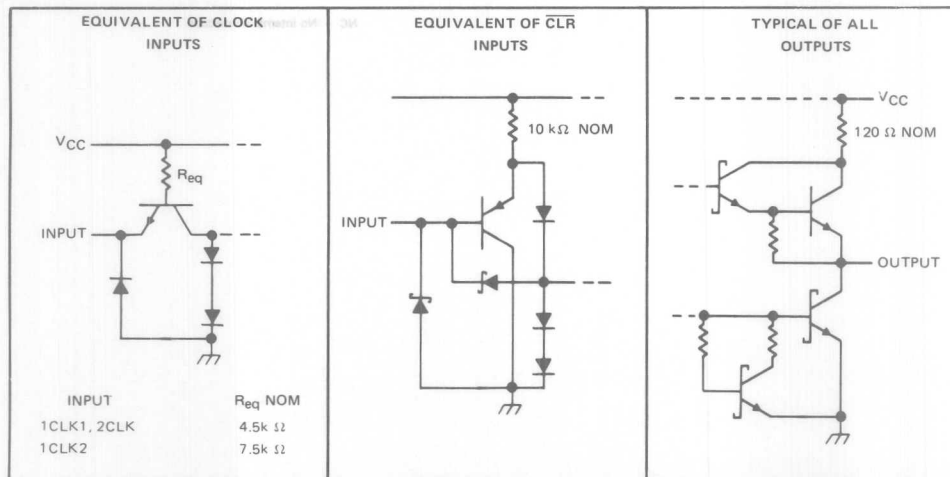 EQUIVALENT OF CLOCK
INPUTS
VCC
Req
INPUT
INPUT Req NOM
1CLK1, 2CLK 4.5k Ω
1CLK2 7.5k Ω
EQUIVALENT OF C̅L̅R̅
INPUTS
10 kΩ NOM
INPUT
TYPICAL OF ALL
OUTPUTS
VCC
120 Ω NOM
OUTPUT